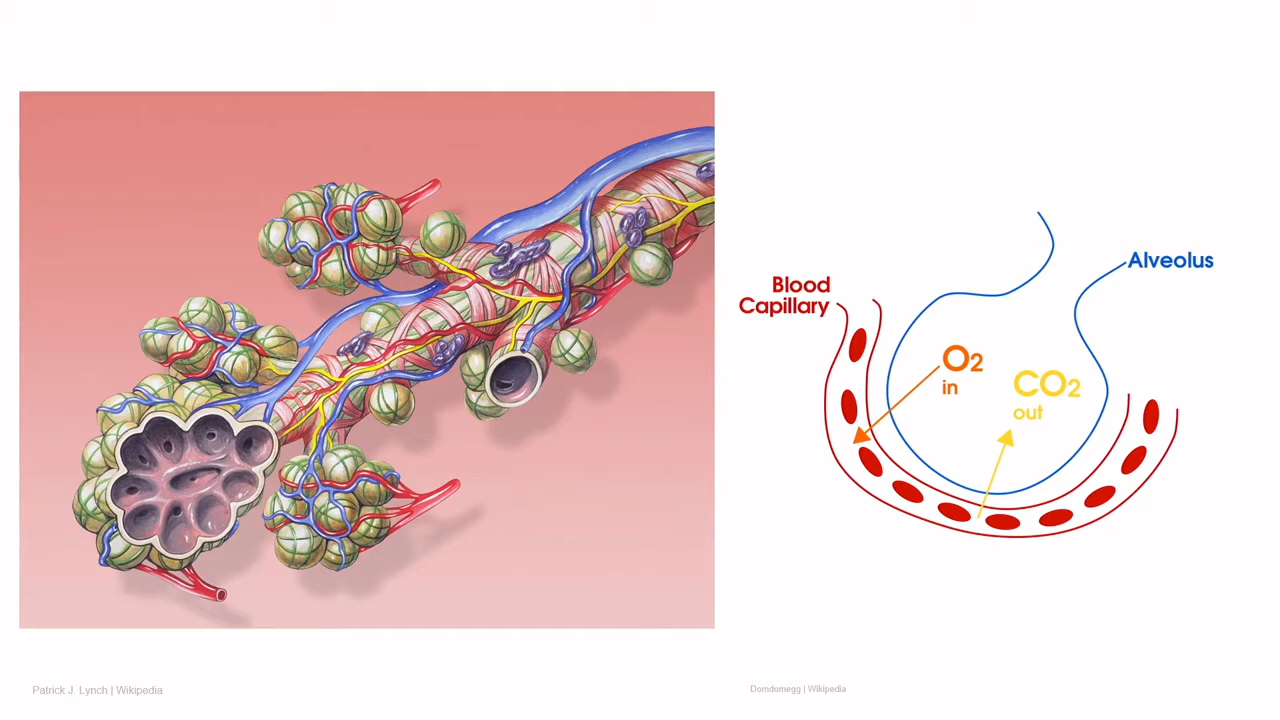 Blood
Capillary
Alveolus
O2
in
CO2
out
Patrick J. Lynch | Wikipedia
Domdomegg | Wikipedia